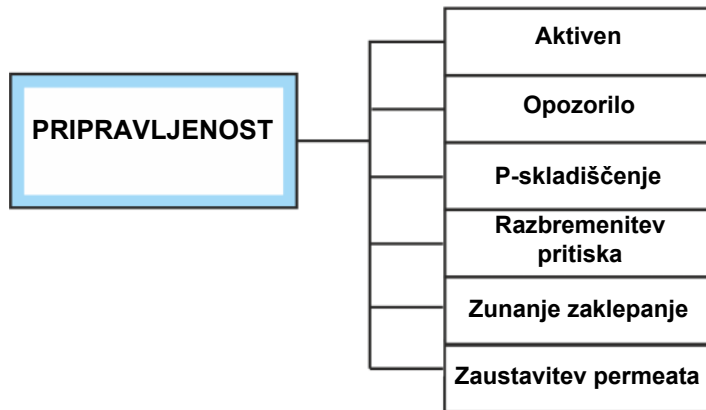 PRIPRAVLJENOST
Aktiven
Opozorilo
P-skladiščenje
Razbremenitev
pritiska
Zunanje zaklepanje
Zaustavitev permeata